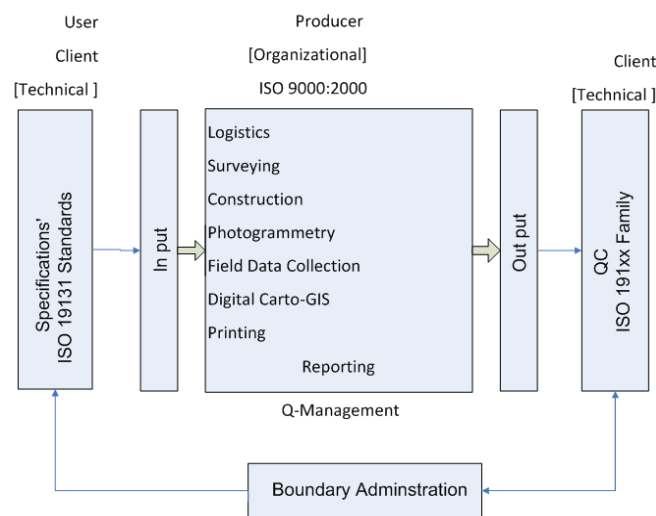 User
Client
[Technical ]
Producer
[Organizational]
ISO 9000:2000
Client
[Technical ]
Specifications'
ISO 19131 Standards
In put
Logistics
Surveying
Construction
Photogrammetry
Field Data Collection
Digital Carto-GIS
Printing
Reporting
Out put
QC
ISO 191xx Family
Q-Management
Boundary Adminstration